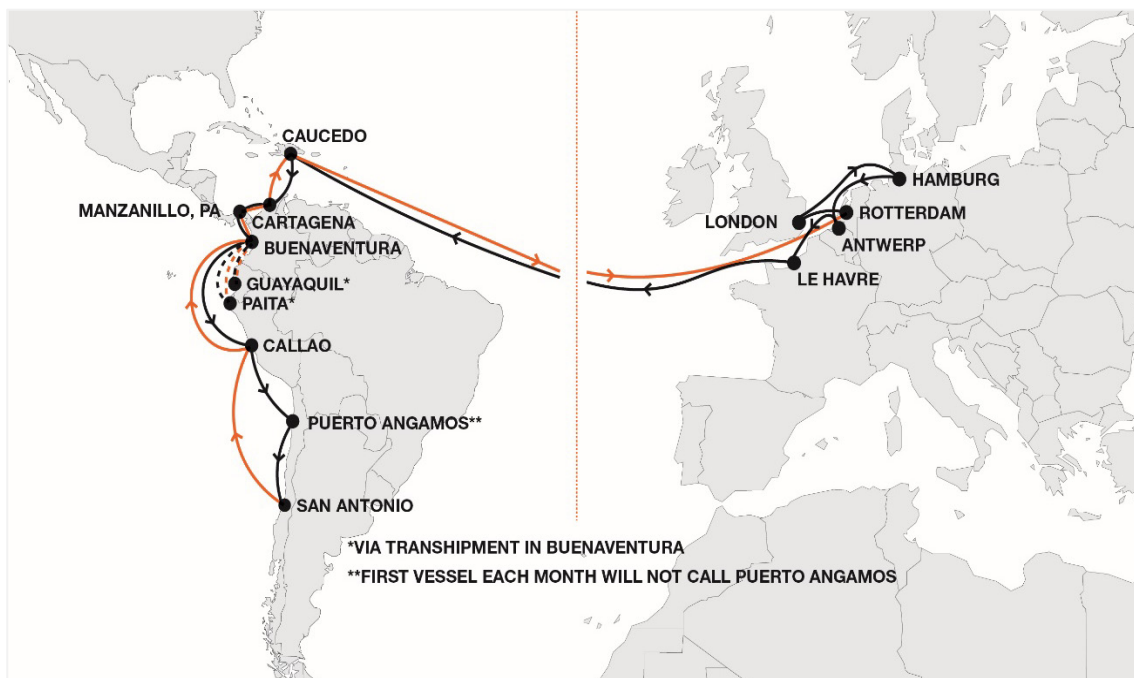 CAUCEDO
MANZANILLO, PA
CARTAGENA
BUENAVENTURA
GUAYAQUIL*
PAITA*
CALLAO
PUERTO ANGAMOS**
SAN ANTONIO
HAMBURG
LONDON
ROTTERDAM
ANTWERP
LE HAVRE
*VIA TRANSHIPMENT IN BUENAVENTURA
**FIRST VESSEL EACH MONTH WILL NOT CALL PUERTO ANGAMOS